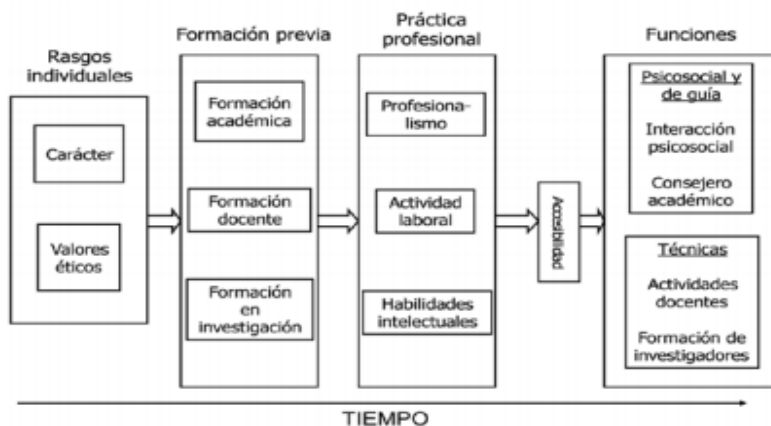 Rasgos
individuales
Carácter
Valores
éticos
Formación previa
Formación
académica
Formación
docente
Formación
en
investigación
Práctica
profesional
Profesiona-
lismo
Actividad
laboral
Habilidades
intelectuales
Accesibilidad
Funciones
Psicosocial y
de guía
Interacción
psicosocial
Consejero
académico
Técnicas
Actividades
docentes
Formación de
investigadores
TIEMPO